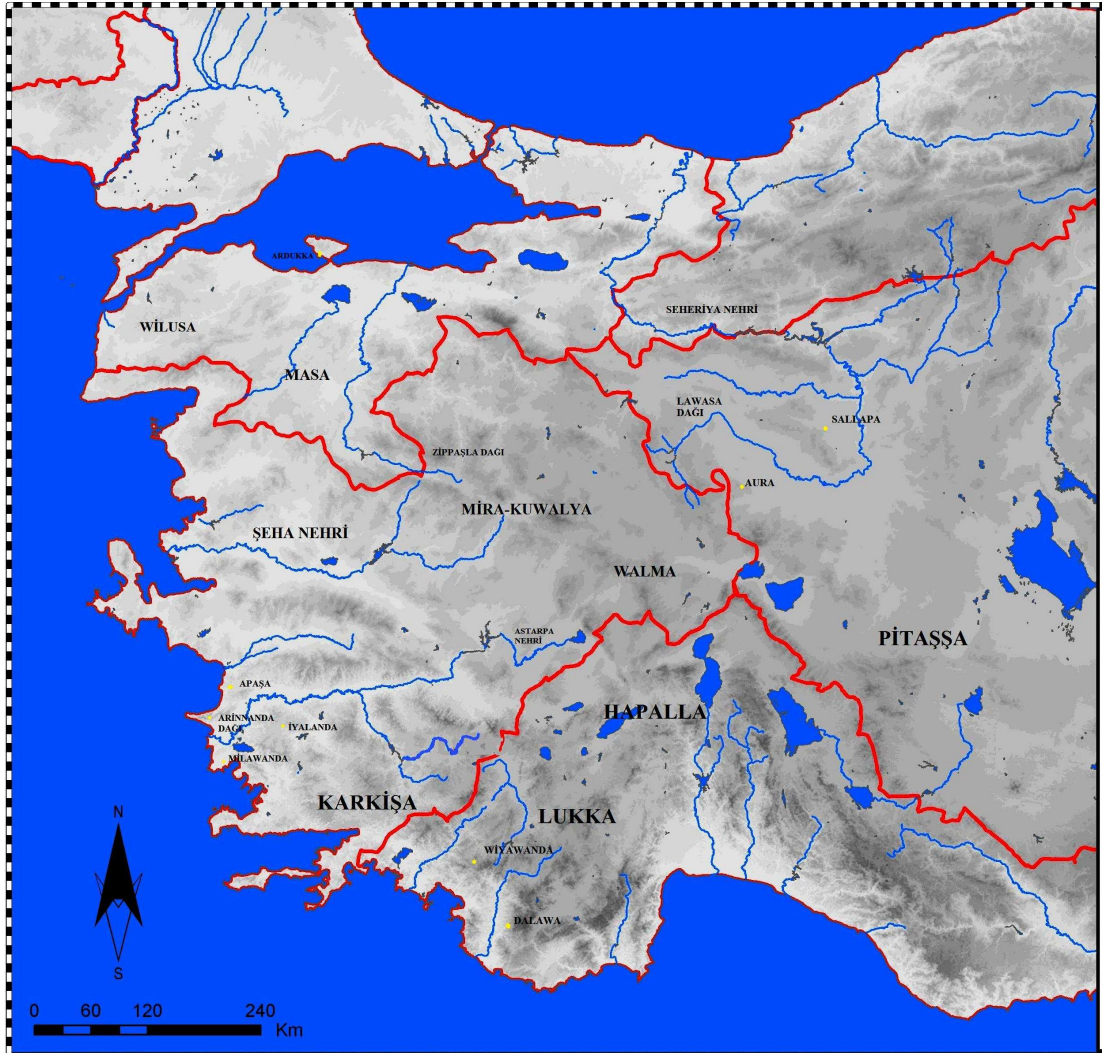 ARDUKKA
WİLUSA
SEHERİYA NEHRİ
MASA
LAWASA
DAĞI
SALLAPA
ZİPPAŞLA DAĞI
AURA
MİRA-KUWALYA
ŞEHA NEHRİ
WALMA
ASTARPA
NEHRİ
PİTAŞŞA
APAŞA
HAPALLA
ARİNNANDA
DAĞI
İYALANDA
MİLAWANDA
KARKİŞA
LUKKA
N
WİYAWANDA
DALAWA
S
0 60 120 240
Km